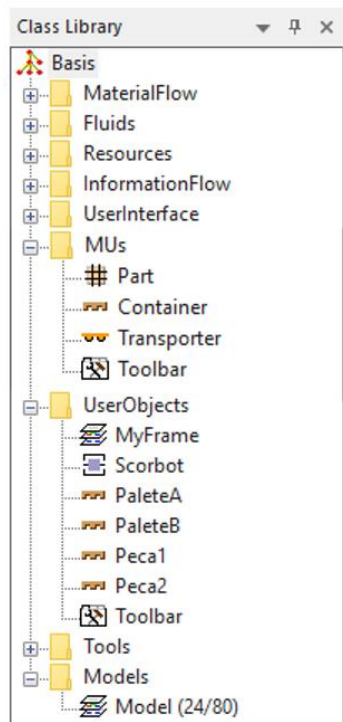 Class Library
Basis
MaterialFlow
Fluids
Resources
InformationFlow
UserInterface
MUs
Part
Container
Transporter
Toolbar
UserObjects
MyFrame
Scorbot
PaleteA
PaleteB
Peca1
Peca2
Toolbar
Tools
Models
Model (24/80)